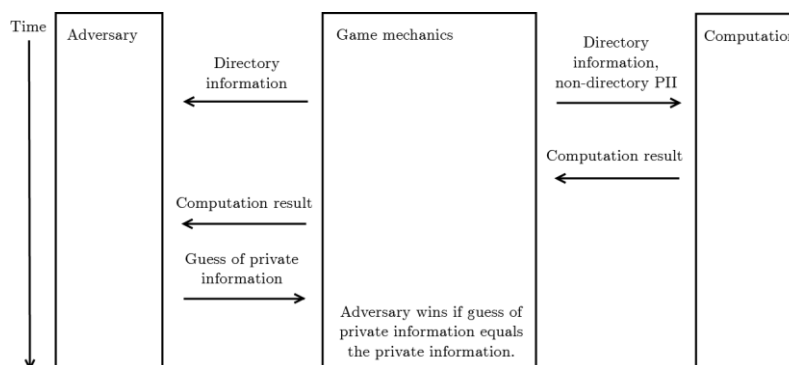 Time
Adversary
Game mechanics
Computation
Directory
information
Directory
information,
non-directory PII
Computation result
Computation result
Guess of private
information
Adversary wins if guess of
private information equals
the private information.